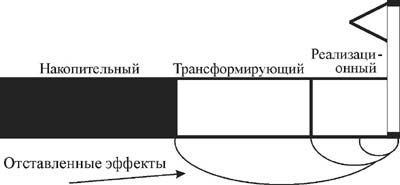 Реализаци-
онный
Накопительный
Трансформирующий
Отставленные эффекты